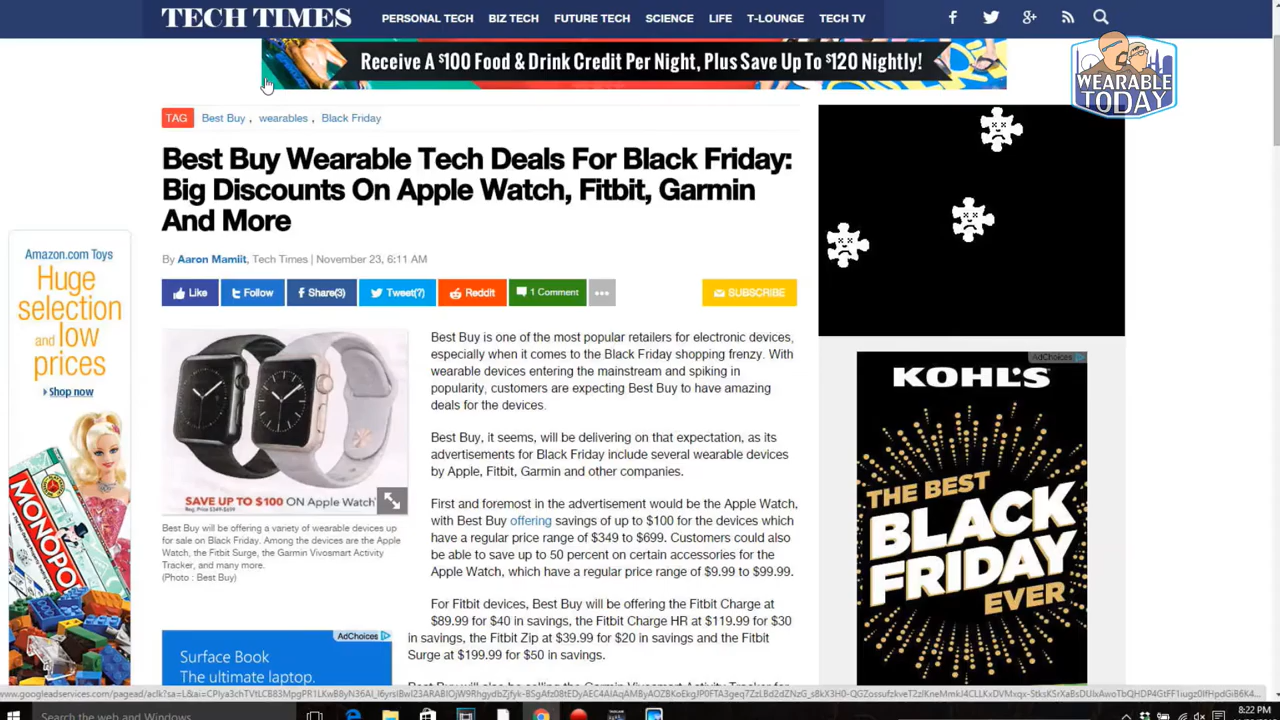 TECH TIMES
PERSONAL TECH BIZ TECH FUTURE TECH SCIENCE LIFE T-LOUNGE TECH TV
Receive A $100 Food & Drink Credit Per Night, Plus Save Up To $120 Nightly!
WEARABLE
TODAY
TAG Best Buy , wearables , Black Friday
Best Buy Wearable Tech Deals For Black Friday:
Big Discounts On Apple Watch, Fitbit, Garmin
And More
By Aaron Mamiit, Tech Times | November 23, 6:11 AM
Like Follow Share(3) Tweet(7) Reddit 1 Comment ••• SUBSCRIBE
Amazon.com Toys
Huge
selection
and low
prices
Shop now
MONOPOLY
SAVE UP TO $100 ON Apple Watch
Reg. Price $349-$699
Best Buy will be offering a variety of wearable devices up
for sale on Black Friday. Among the devices are the Apple
Watch, the Fitbit Surge, the Garmin Vivosmart Activity
Tracker, and many more.
(Photo : Best Buy)
Best Buy is one of the most popular retailers for electronic devices,
especially when it comes to the Black Friday shopping frenzy. With
wearable devices entering the mainstream and spiking in
popularity, customers are expecting Best Buy to have amazing
deals for the devices.
Best Buy, it seems, will be delivering on that expectation, as its
advertisements for Black Friday include several wearable devices
by Apple, Fitbit, Garmin and other companies.
First and foremost in the advertisement would be the Apple Watch,
with Best Buy offering savings of up to $100 for the devices which
have a regular price range of $349 to $699. Customers could also
be able to save up to 50 percent on certain accessories for the
Apple Watch, which have a regular price range of $9.99 to $99.99.
For Fitbit devices, Best Buy will be offering the Fitbit Charge at
$89.99 for $40 in savings, the Fitbit Charge HR at $119.99 for $30
in savings, the Fitbit Zip at $39.99 for $20 in savings and the Fitbit
Surge at $199.99 for $50 in savings.
AdChoices
Surface Book
The ultimate laptop.
AdChoices
KOHL'S
THE BEST
BLACK
FRIDAY
EVER
Search the web and Windows
8:22 PM